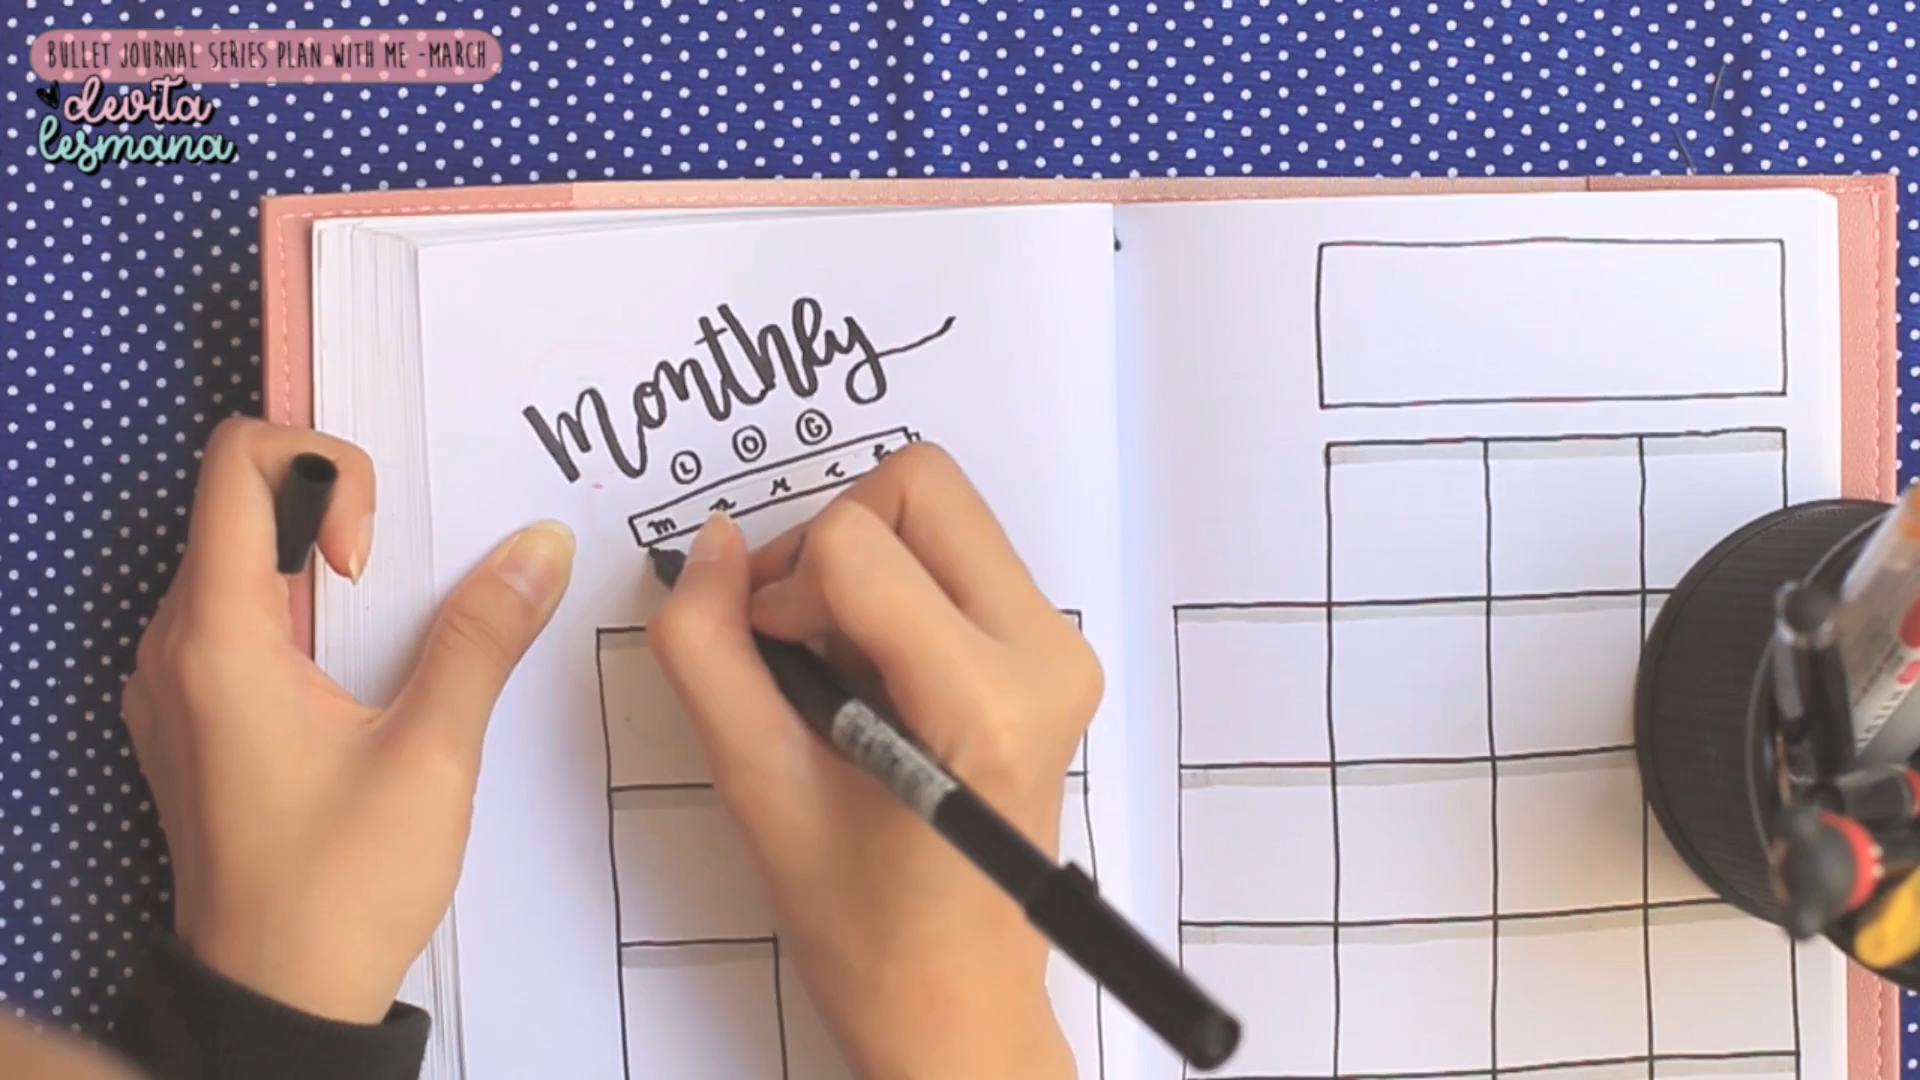 BULLET JOURNAL SERIES PLAN WITH ME -MARCH
devita
lesmana
Monthly
LOG
MARCH